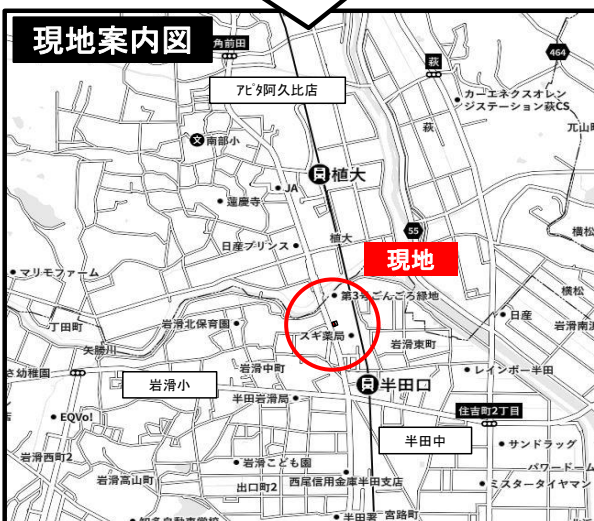 現地案内図
角前田
萩
464
アピタ阿久比店
カーエネクスオレン
ジステーション萩CS
南部小
萩
JA
植大
蓮慶寺
55
日産プリンス
植大
現地
横松
マリモファーム
第3号ごんごろ緑地
横松
丁田町
岩滑北保育園
日産
スギ薬局
岩滑東町
矢勝川
岩滑中町
レインボー半田
岩滑小
半田口
半田岩滑局
住吉町2丁目
EQVo!
半田中
サンドラッグ
岩滑西町2
岩滑こども園
パワードーム
岩滑高山町
出口町2
西尾信用金庫半田支店
ミスタータイヤマン
半田署
宮路町